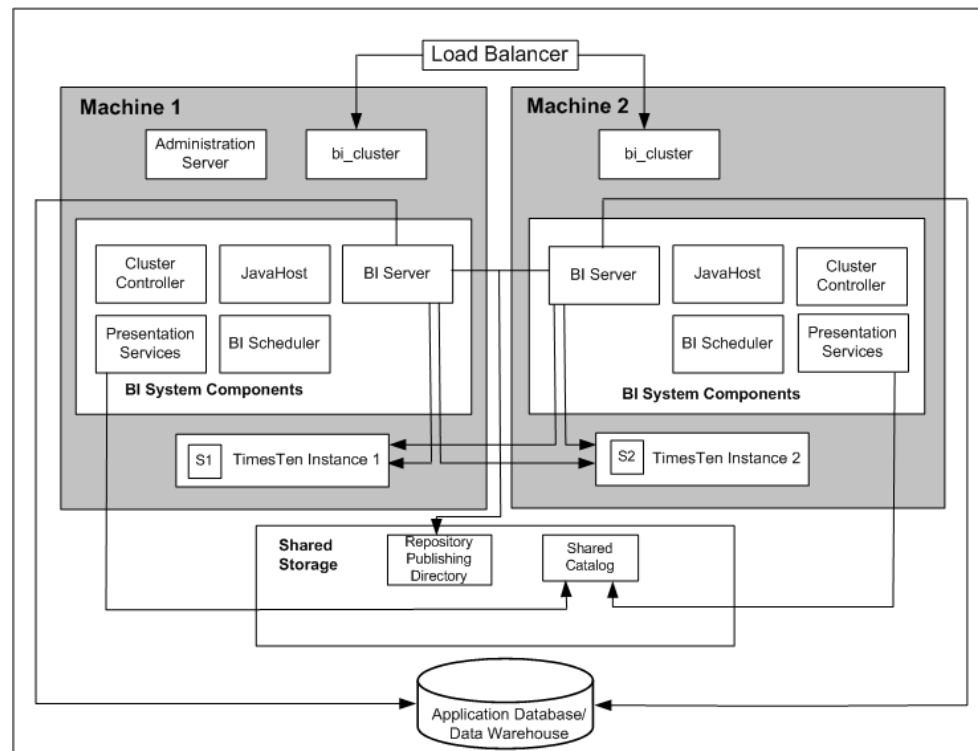 Load Balancer
Machine 1
Administration
Server
bi_cluster
Cluster
Controller
JavaHost
BI Server
Presentation
Services
BI Scheduler
BI System Components
S1
TimesTen Instance 1
Machine 2
bi_cluster
BI Server
JavaHost
Cluster
Controller
BI Scheduler
Presentation
Services
BI System Components
S2
TimesTen Instance 2
Shared
Storage
Repository
Publishing
Directory
Shared
Catalog
Application Database/
Data Warehouse